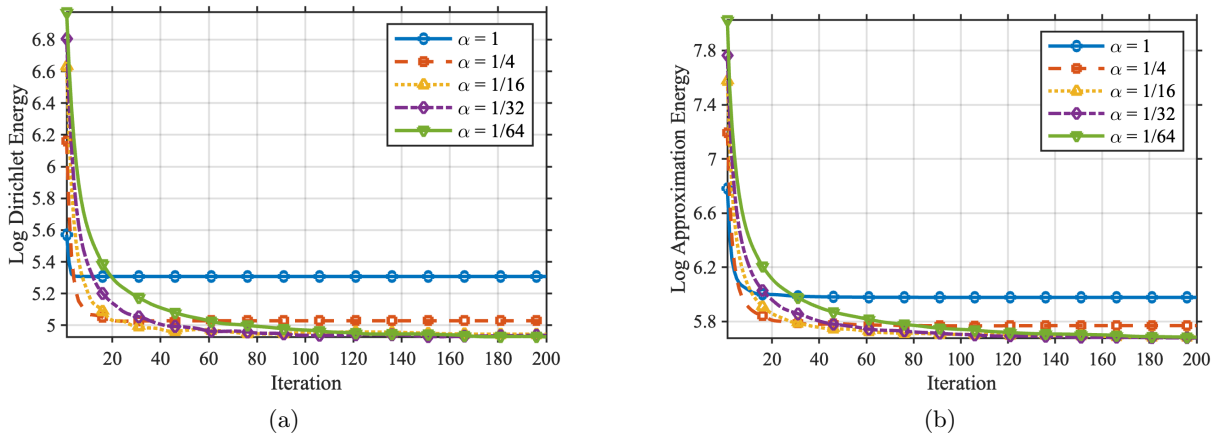 Log Dirichlet Energy
6.8
6.6
6.4
6.2
6
5.8
5.6
5.4
5.2
5
20 40 60 80 100 120 140 160 180 200
Iteration
α = 1
α = 1/4
α = 1/16
α = 1/32
α = 1/64
(a)
Log Approximation Energy
7.8
7.4
7
6.6
6.2
5.8
20 40 60 80 100 120 140 160 180 200
Iteration
α = 1
α = 1/4
α = 1/16
α = 1/32
α = 1/64
(b)